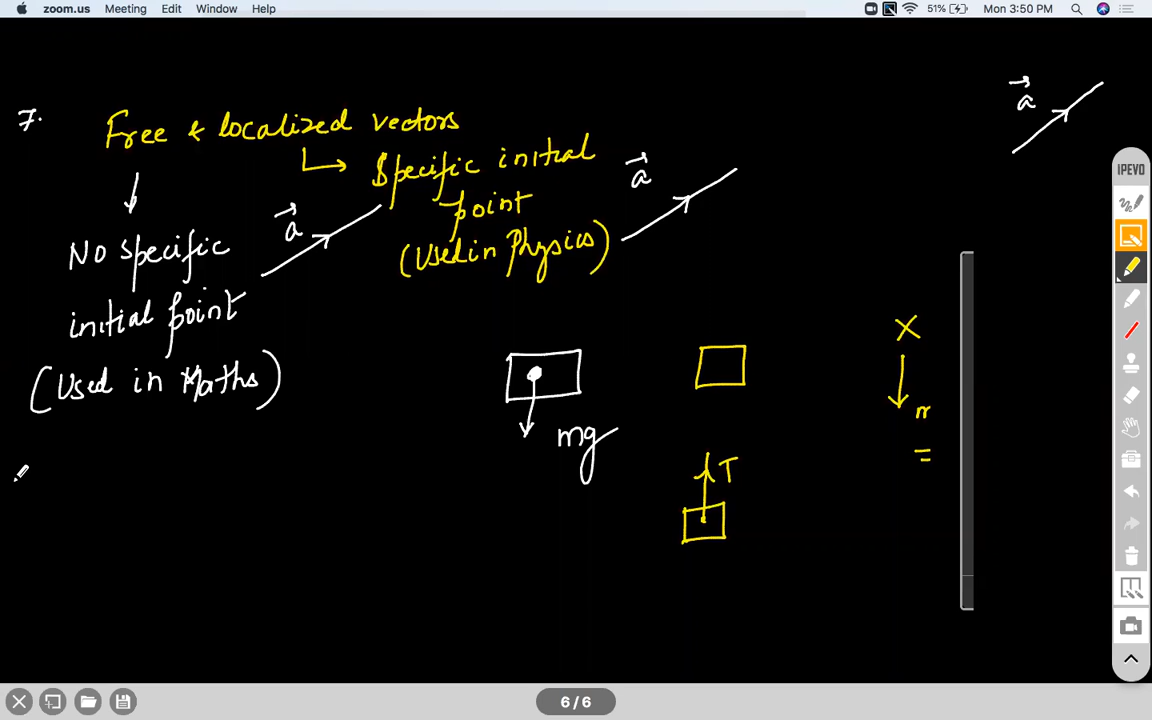 zoom.us Meeting Edit Window Help
51% Mon 3:50 PM
7. Free & localized vectors
Specific initial
point
(Used in Physics)
No specific
initial point
(Used in Maths)
a
a
a
IPEVO
mg
T
X
=
6/6